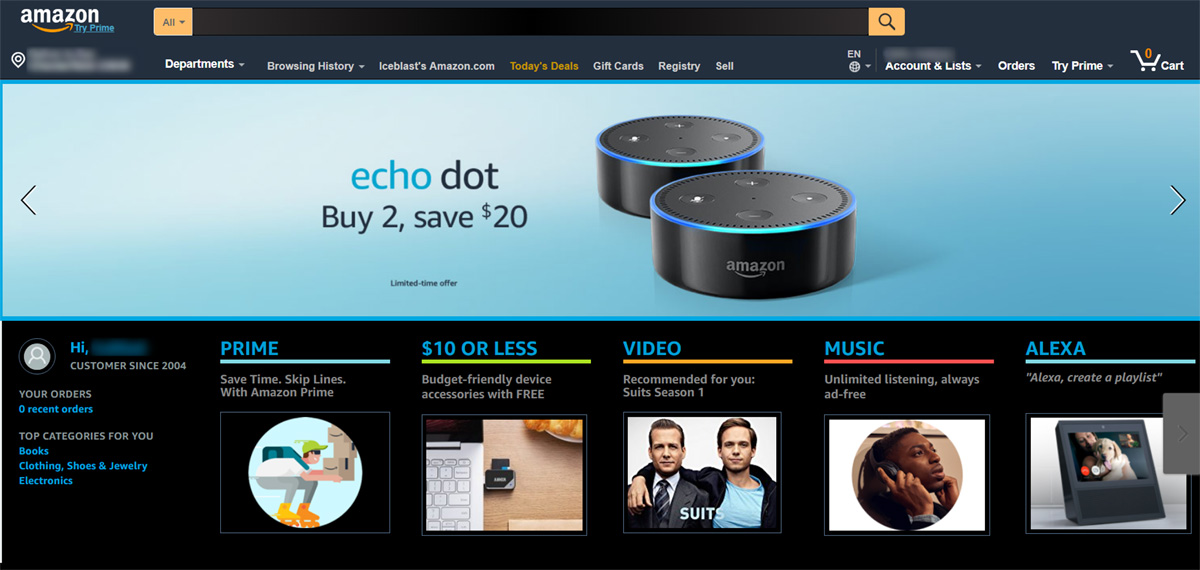 amazon
Try Prime
All
EN
Departments
Browsing History
Iceblast's Amazon.com
Today's Deals
Gift Cards
Registry
Sell
Account & Lists
Orders
Try Prime
0
Cart
echo dot
Buy 2, save $20
Limited-time offer
amazon
Hi,
CUSTOMER SINCE 2004
YOUR ORDERS
0 recent orders
TOP CATEGORIES FOR YOU
Books
Clothing, Shoes & Jewelry
Electronics
PRIME
Save Time. Skip Lines.
With Amazon Prime
$10 OR LESS
Budget-friendly device
accessories with FREE
VIDEO
Recommended for you:
Suits Season 1
SUITS
MUSIC
Unlimited listening, always
ad-free
ALEXA
"Alexa, create a playlist"